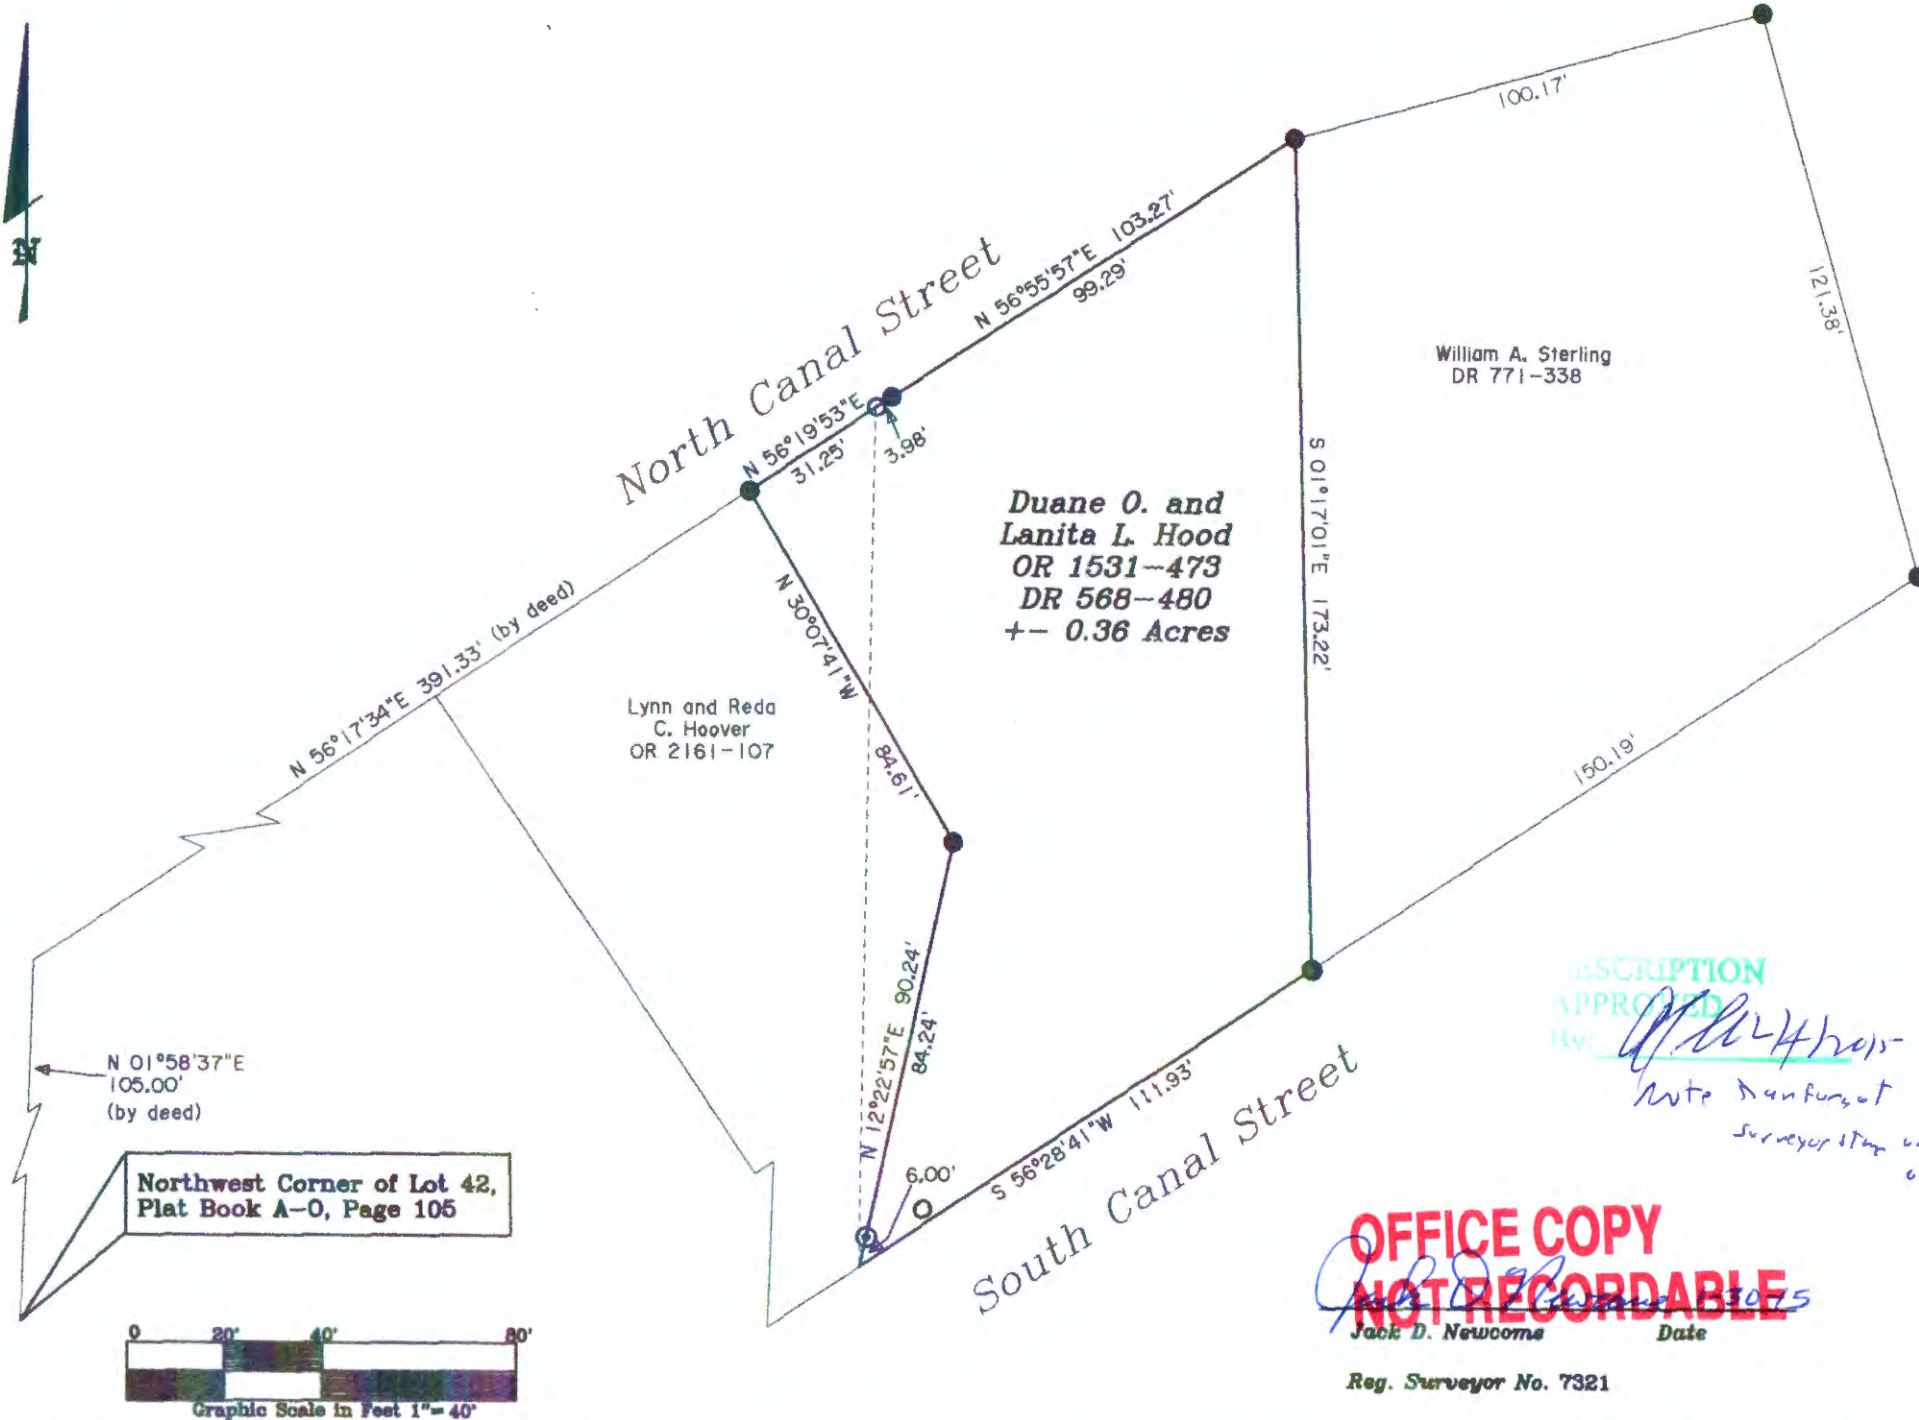 N
100.17'
121.38'
North Canal Street
N 56°55'57"E 103.27'
99.29'
William A. Sterling
DR 771-338
N 56°19'53"E
31.25'
3.98'
S 01°17'01"E 173.22'
Duane O. and
Lanita L. Hood
OR 1531-473
DR 568-480
+- 0.36 Acres
N 56°17'34"E 391.33' (by deed)
N 30°07'41"W
84.61'
Lynn and Reda
C. Hoover
OR 2161-107
150.19'
N 12°22'57"E 90.24'
84.24'
6.00'
S 56°28'41"W 111.93'
South Canal Street
N 01°58'37"E
105.00'
(by deed)
Northwest Corner of Lot 42,
Plat Book A-O, Page 105
ESCRIPTION
APPROVED
By:
Note
surveyor
OFFICE COPY
NOT RECORDABLE
Jack D. Newcome Date
Reg. Surveyor No. 7321
0 20' 40' 80'
Graphic Scale in Feet 1"= 40'